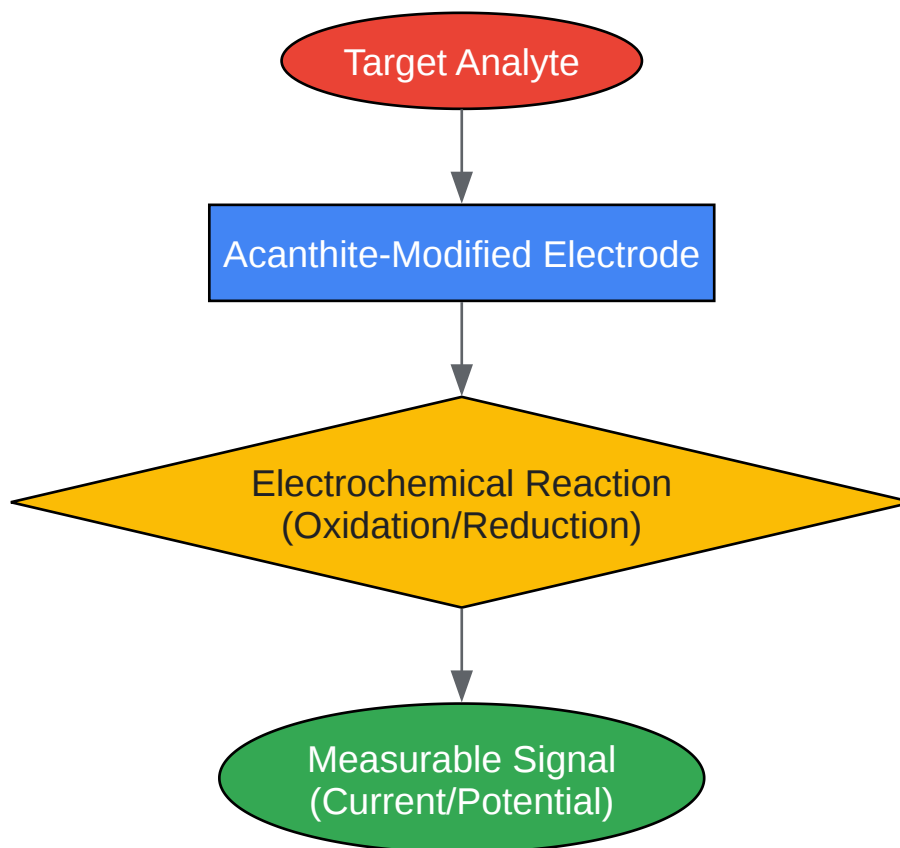 Target Analyte
Acanthite-Modified Electrode
Electrochemical Reaction
(Oxidation/Reduction)
Measurable Signal
(Current/Potential)